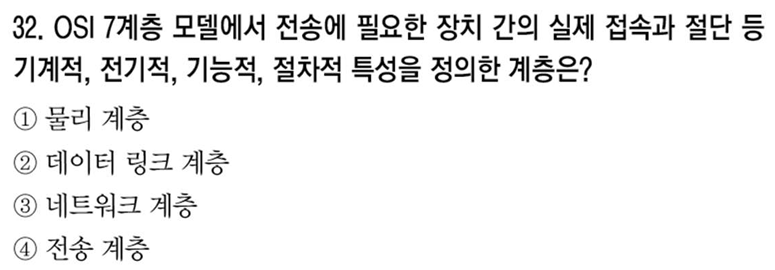 32. OSI 7계층 모델에서 전송에 필요한 장치 간의 실제 접속과 절단 등
기계적, 전기적, 기능적, 절차적 특성을 정의한 계층은?
① 물리 계층
② 데이터 링크 계층
③ 네트워크 계층
④ 전송 계층